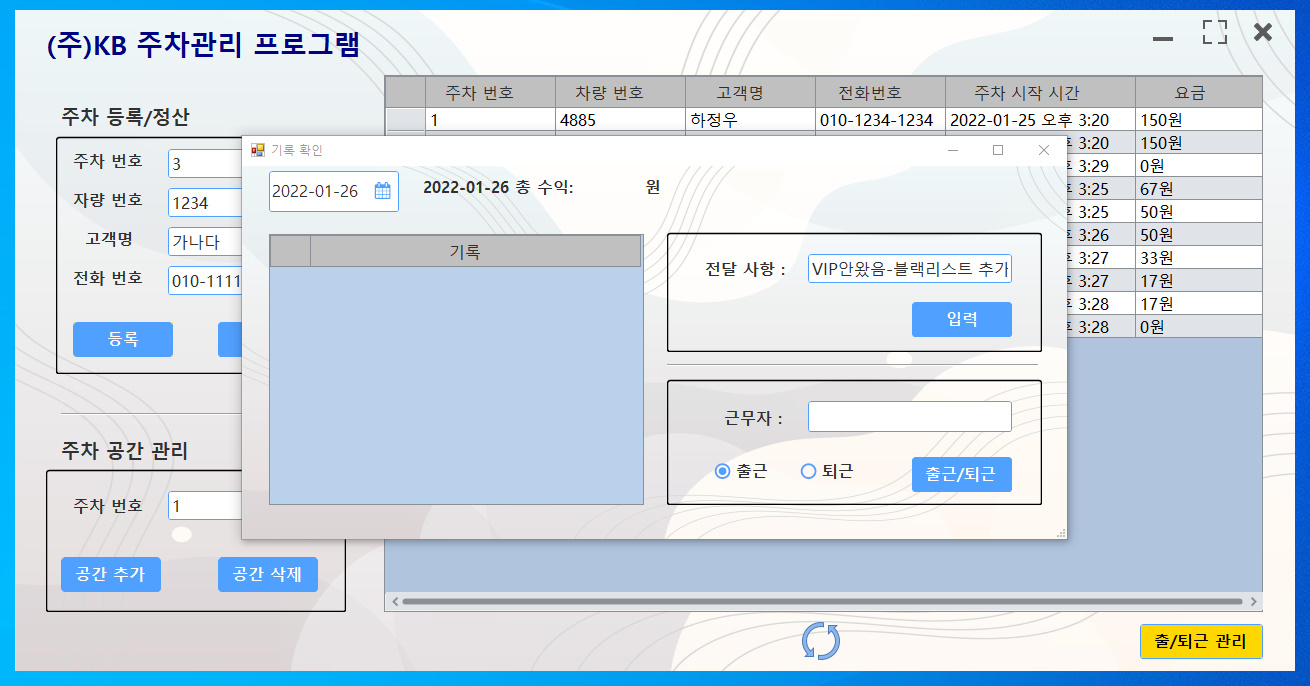 (주)KB 주차관리 프로그램
주차 등록/정산
주차 번호 3
자량 번호 1234
고객명 가나다
전화 번호 010-1111
등록
주차 공간 관리
주차 번호 1
공간 추가 공간 삭제
주차 번호 차량 번호 고객명 전화번호 주차 시작 시간 요금
1 4885 하정우 010-1234-1234 2022-01-25 오후 3:20 150원
3:20 150원
3:29 0원
3:25 67원
3:25 50원
3:26 50원
3:27 33원
3:27 17원
3:28 17원
3:28 0원
기록 확인
2022-01-26 2022-01-26 총 수익: 원
기록
전달 사항 : VIP안왔음-블랙리스트 추가
입력
근무자 :
출근 퇴근 출근/퇴근
출/퇴근 관리